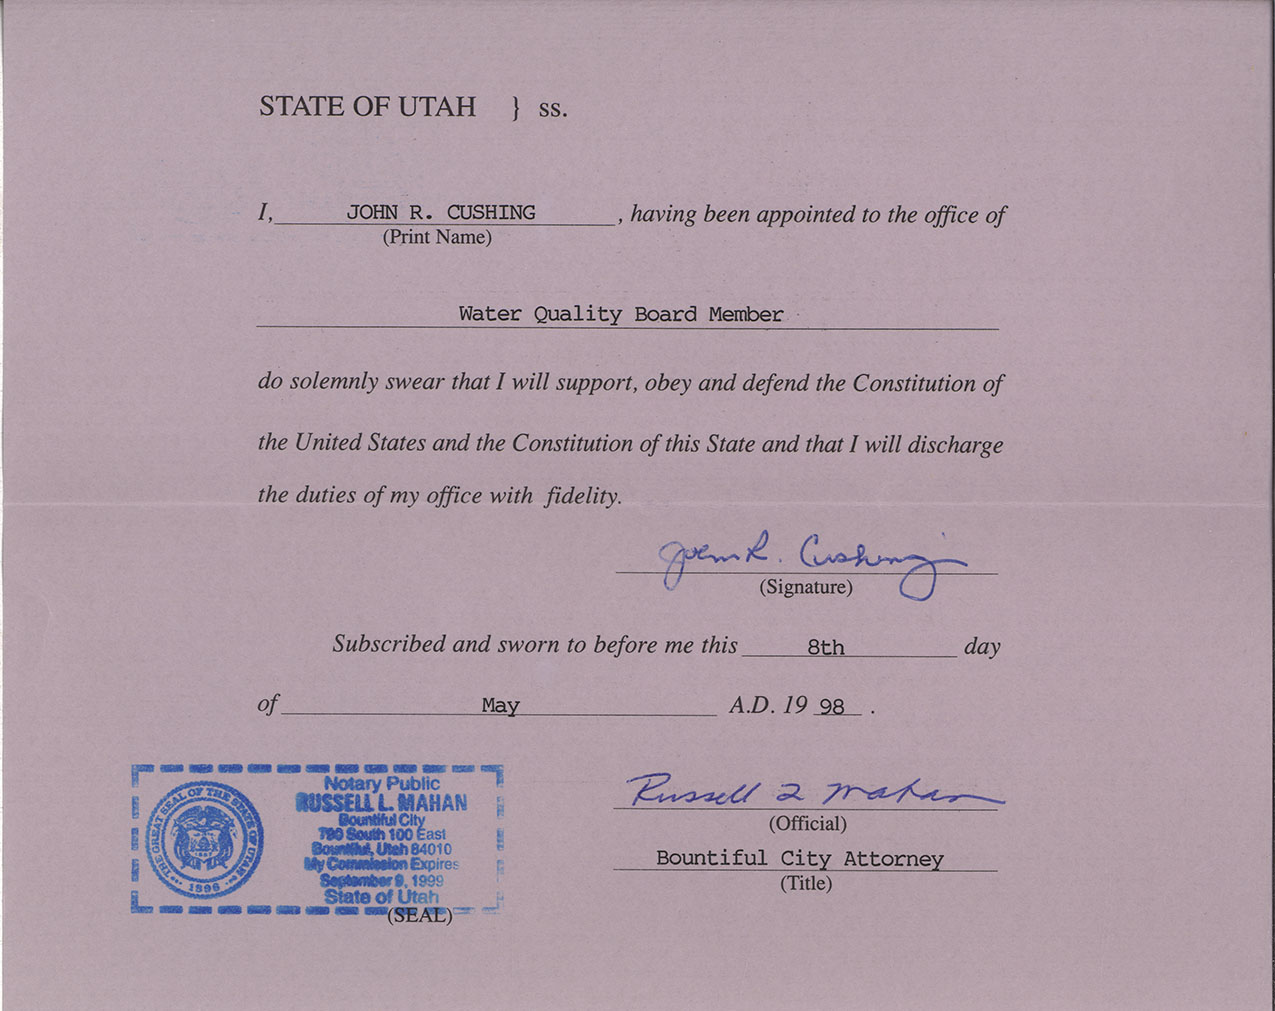 STATE OF UTAH } ss.
I, JOHN R. CUSHING , having been appointed to the office of
(Print Name)
Water Quality Board Member
do solemnly swear that I will support, obey and defend the Constitution of
the United States and the Constitution of this State and that I will discharge
the duties of my office with fidelity.
John R. Cushing
(Signature)
Subscribed and sworn to before me this 8th day
of May A.D. 19 98 .
Notary Public
RUSSELL L. MAHAN
Bountiful City
790 South 100 East
Bountiful, Utah 84010
My Commission Expires
September 9, 1999
State of Utah
THE GREAT SEAL OF THE STATE OF UTAH
1896
(SEAL)
Russell L Mahan
(Official)
Bountiful City Attorney
(Title)